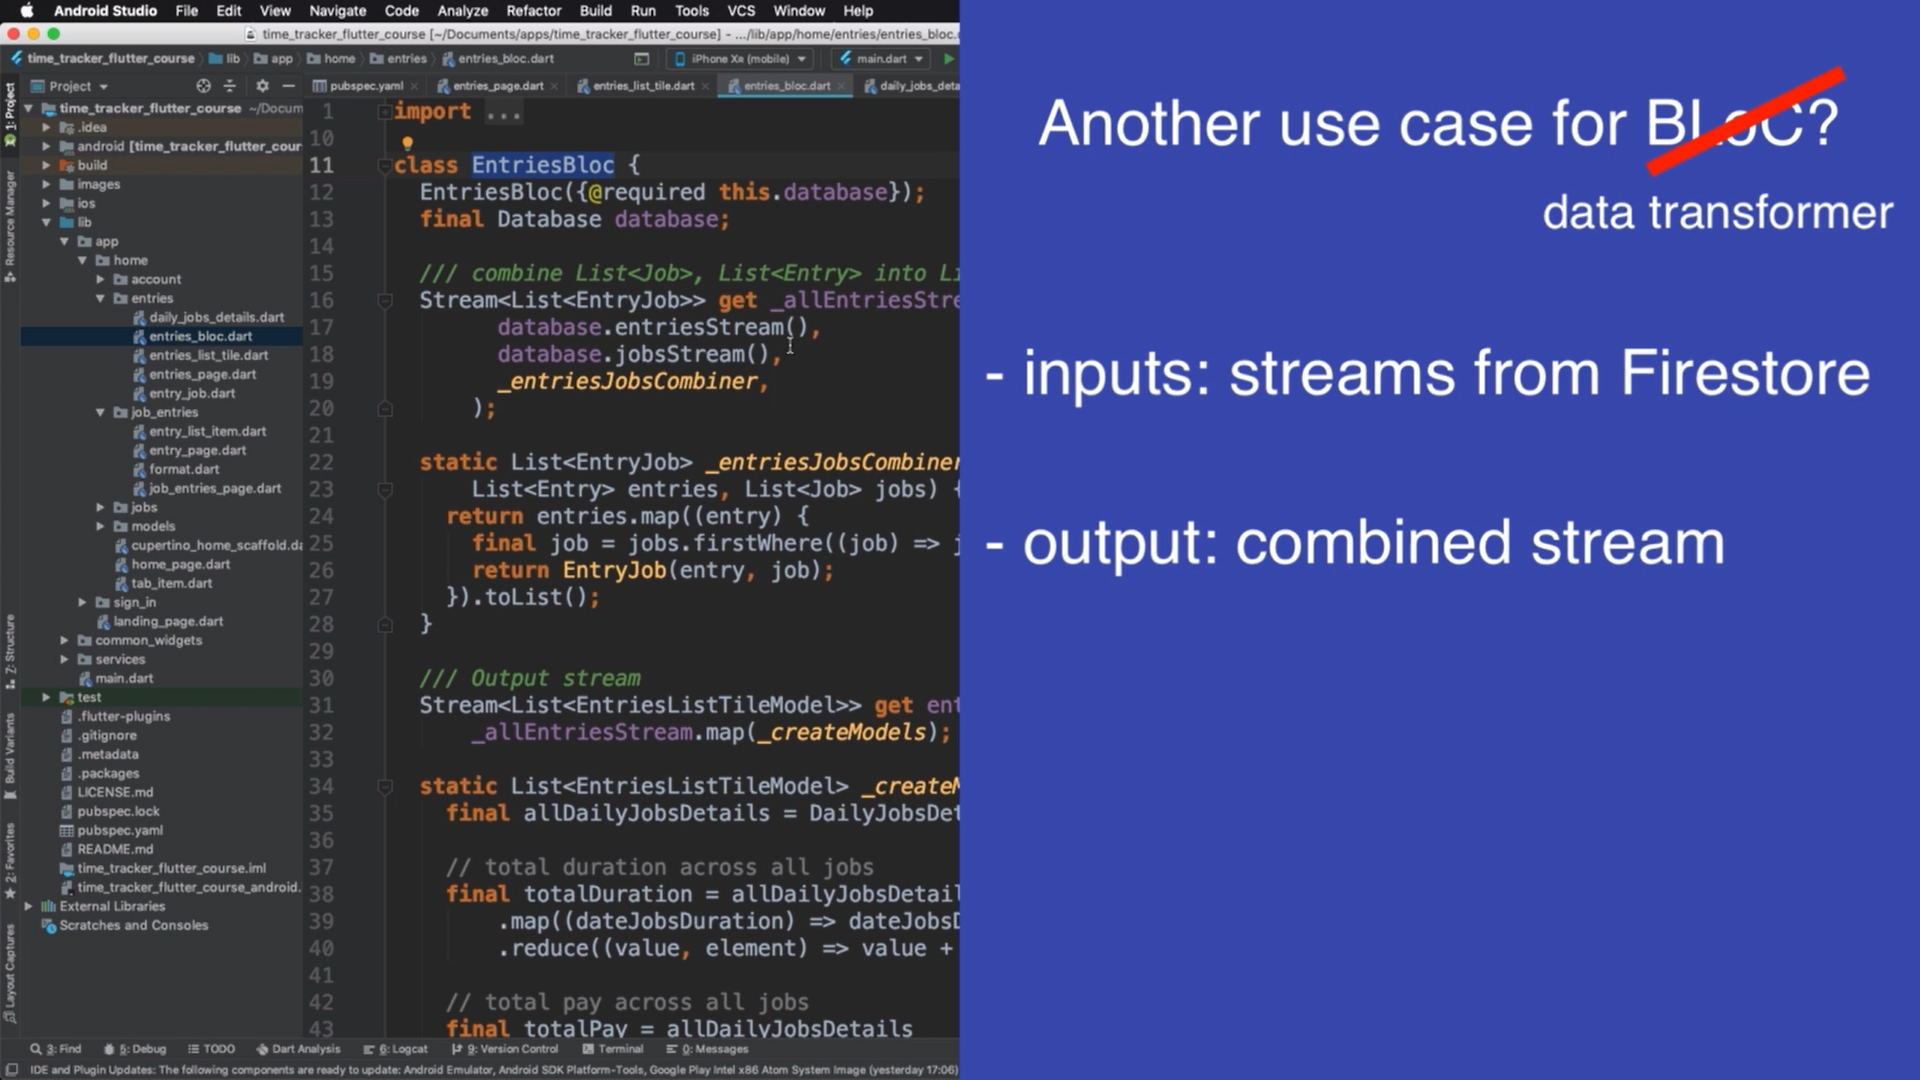 Android Studio File Edit View Navigate Code Analyze Refactor Build Run Tools VCS Window Help
time_tracker_flutter_course [~/Documents/apps/time_tracker_flutter_course] - .../lib/app/home/entries/entries_bloc.
time_tracker_flutter_course lib app home entries entries_bloc.dart iPhone Xʀ (mobile) main.dart
Project pubspec.yaml entries_page.dart entries_list_tile.dart entries_bloc.dart daily_jobs_deta
1: Project
Resource Manager
Z: Structure
Build Variants
2: Favorites
Layout Captures
time_tracker_flutter_course ~/Docum
.idea
android [time_tracker_flutter_cour
build
images
ios
lib
app
home
account
entries
daily_jobs_details.dart
entries_bloc.dart
entries_list_tile.dart
entries_page.dart
entry_job.dart
job_entries
entry_list_item.dart
entry_page.dart
format.dart
job_entries_page.dart
jobs
models
cupertino_home_scaffold.da
home_page.dart
tab_item.dart
sign_in
landing_page.dart
common_widgets
services
main.dart
test
.flutter-plugins
.gitignore
.metadata
.packages
LICENSE.md
pubspec.lock
pubspec.yaml
README.md
time_tracker_flutter_course.iml
time_tracker_flutter_course_android.
External Libraries
Scratches and Consoles
1 import ...
10
11 class EntriesBloc {
12 EntriesBloc({@required this.database});
13 final Database database;
14
15 /// combine List<Job>, List<Entry> into Li
16 Stream<List<EntryJob>> get _allEntriesStre
17 database.entriesStream(),
18 database.jobsStream(),
19 _entriesJobsCombiner,
20 );
21
22 static List<EntryJob> _entriesJobsCombiner
23 List<Entry> entries, List<Job> jobs) {
24 return entries.map((entry) {
25 final job = jobs.firstWhere((job) => j
26 return EntryJob(entry, job);
27 }).toList();
28 }
29
30 /// Output stream
31 Stream<List<EntriesListTileModel>> get ent
32 _allEntriesStream.map(_createModels);
33
34 static List<EntriesListTileModel> _createM
35 final allDailyJobsDetails = DailyJobsDet
36
37 // total duration across all jobs
38 final totalDuration = allDailyJobsDetail
39 .map((dateJobsDuration) => dateJobsD
40 .reduce((value, element) => value +
41
42 // total pay across all jobs
43 final totalPay = allDailyJobsDetails
3: Find 5: Debug TODO Dart Analysis 6: Logcat 9: Version Control Terminal 0: Messages
IDE and Plugin Updates: The following components are ready to update: Android Emulator, Android SDK Platform-Tools, Google Play Intel x86 Atom System Image (yesterday 17:06)
Another use case for BLoC?
data transformer
- inputs: streams from Firestore
- output: combined stream